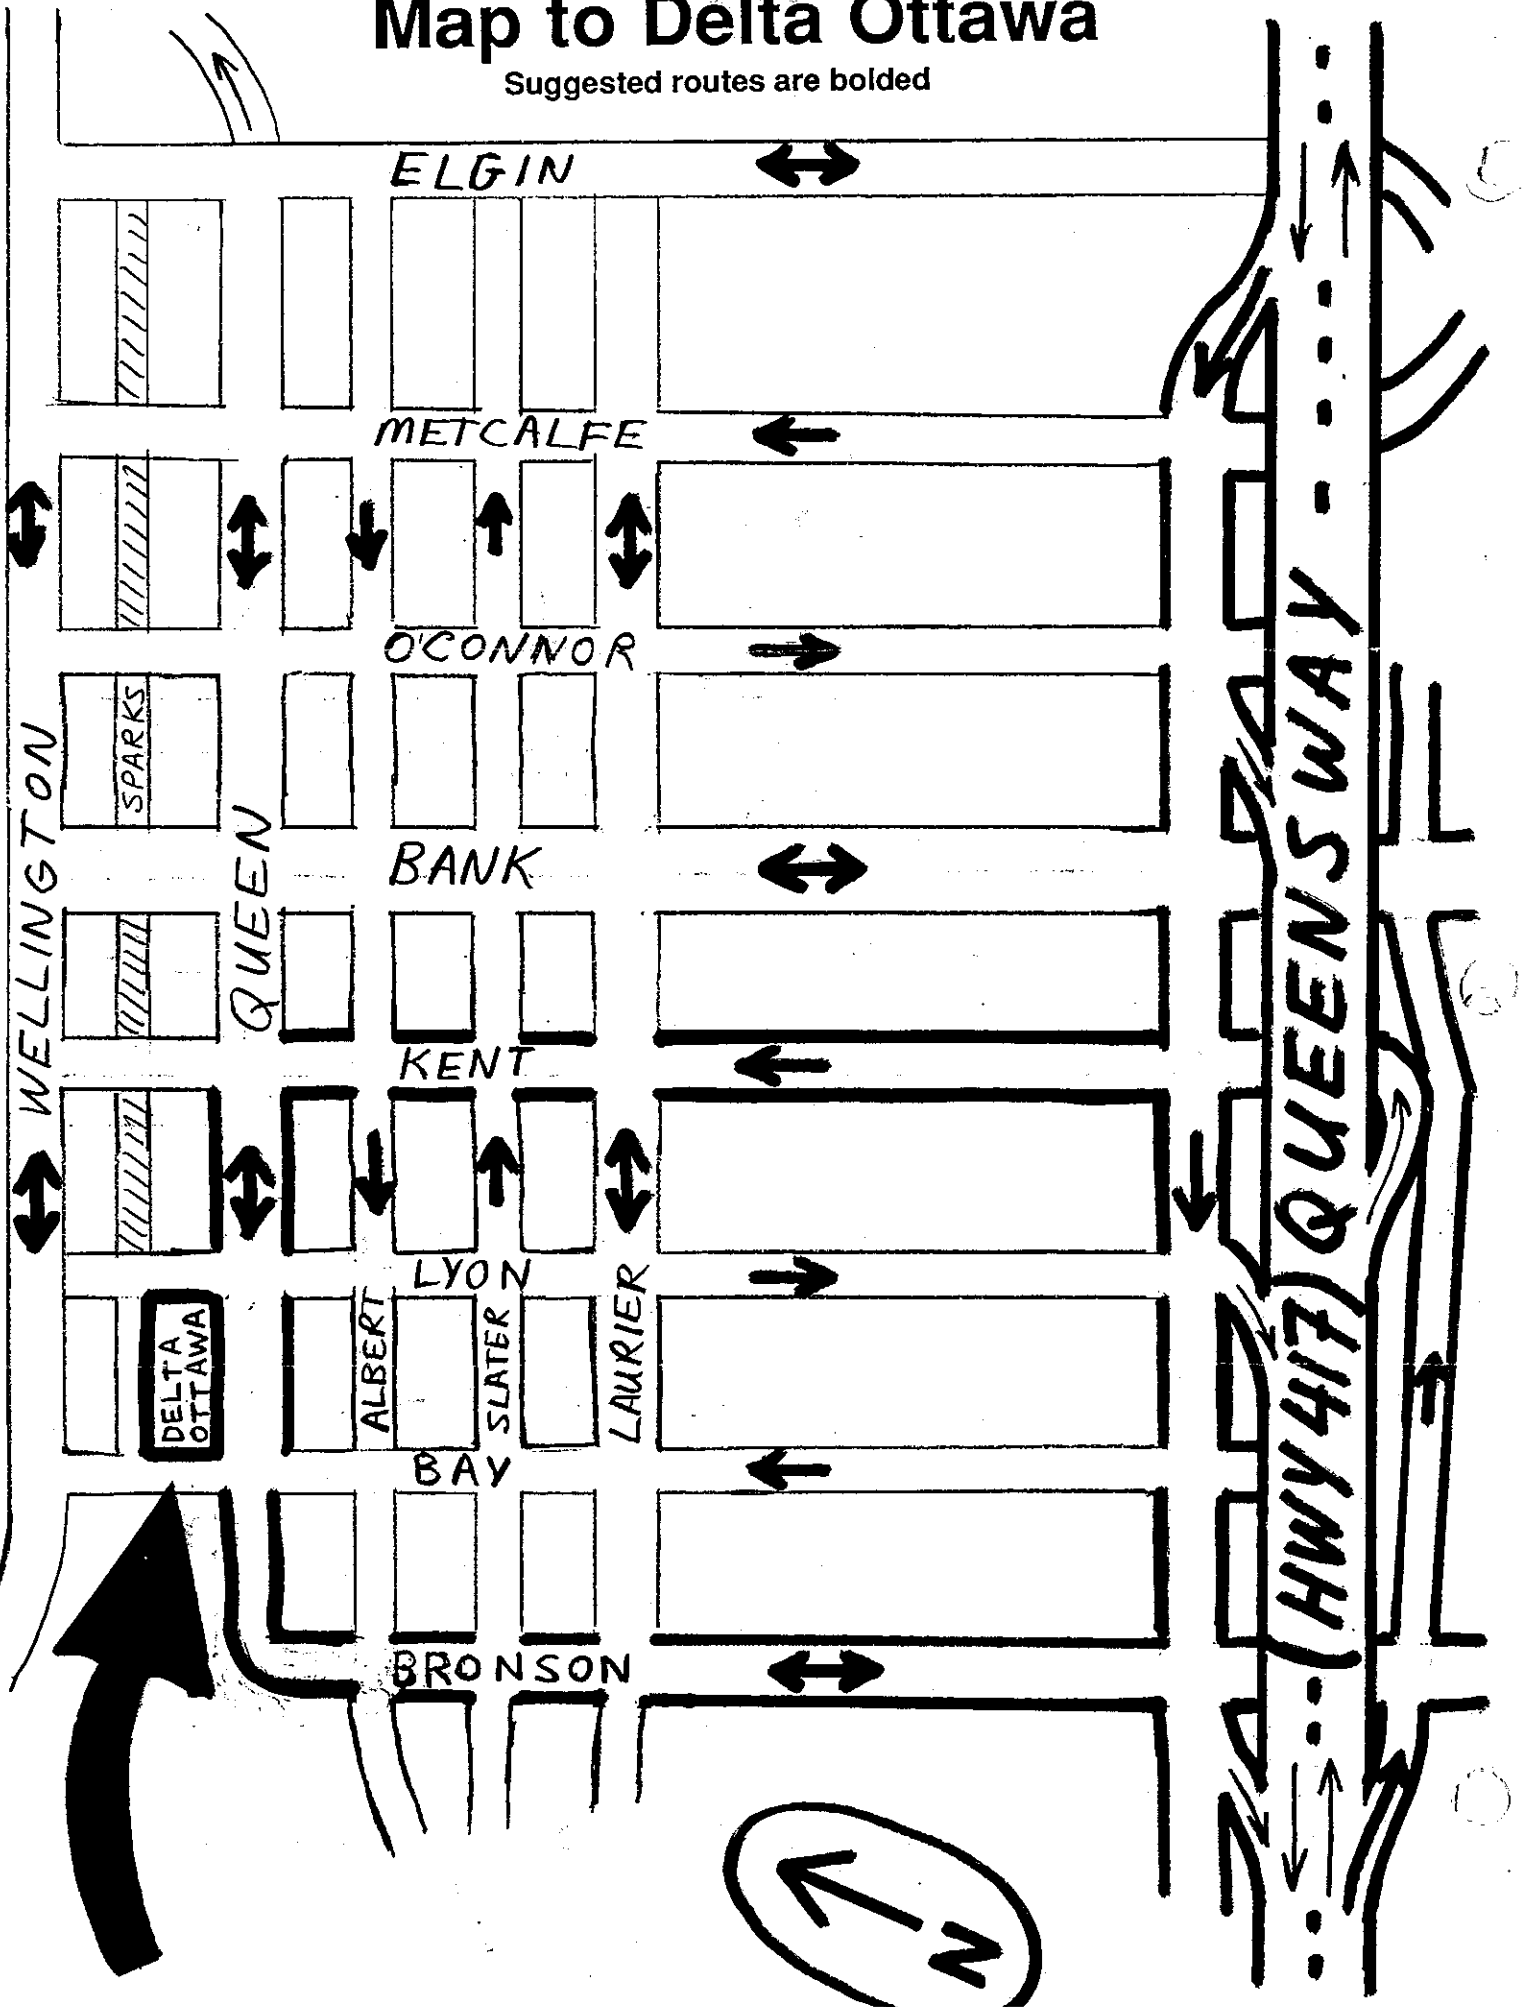 Map to Delta Ottawa
Suggested routes are bolded
ELGIN
METCALFE
O'CONNOR
SPARKS
WELLINGTON
QUEEN
BANK
KENT
QUEENSWAY
(HWY 417)
LYON
DELTA
OTTAWA
ALBERT
SLATER
LAURIER
BAY
BRONSON
N